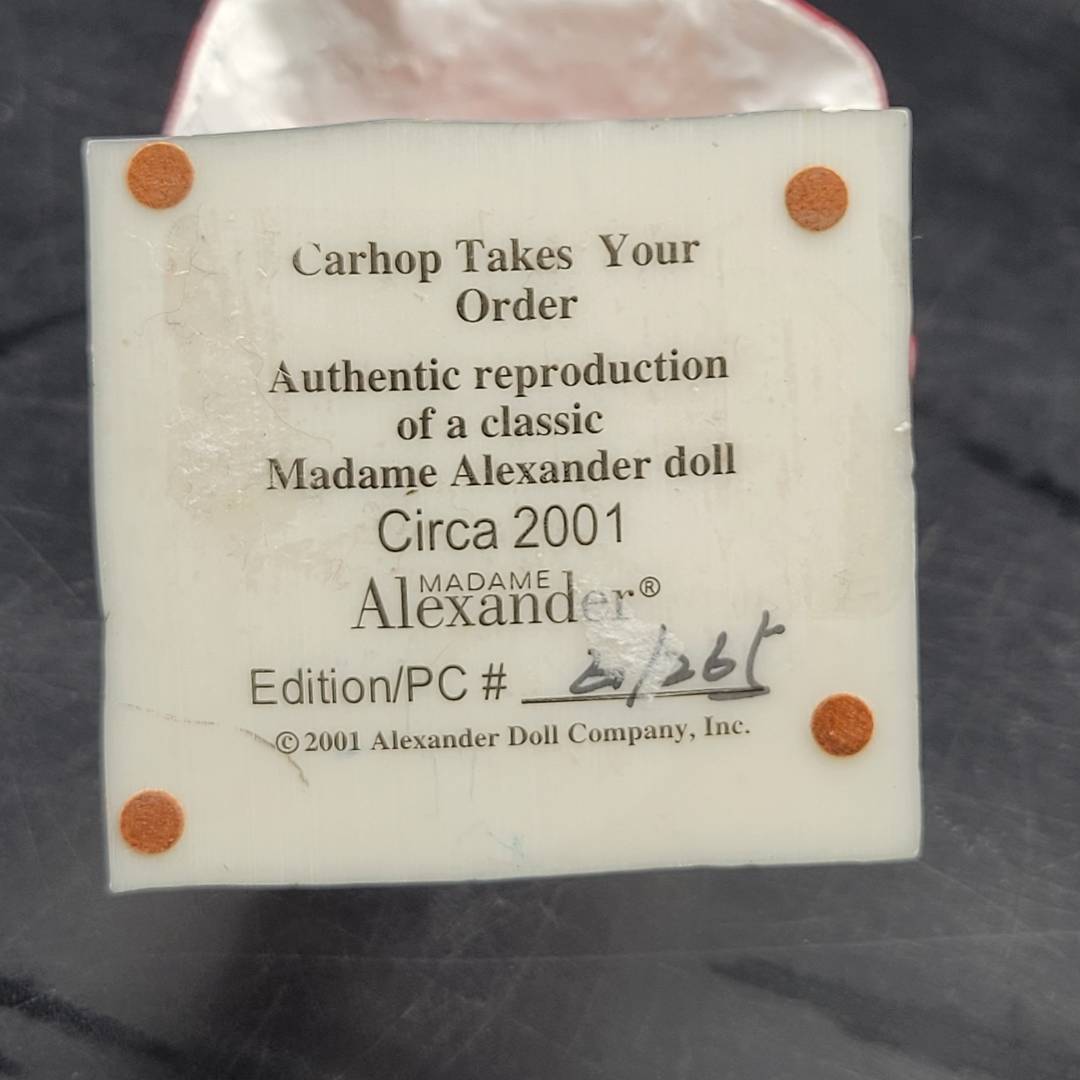 Carhop Takes Your
Order
Authentic reproduction
of a classic
Madame Alexander doll
Circa 2001
MADAME
Alexander®
Edition/PC #
© 2001 Alexander Doll Company, Inc.